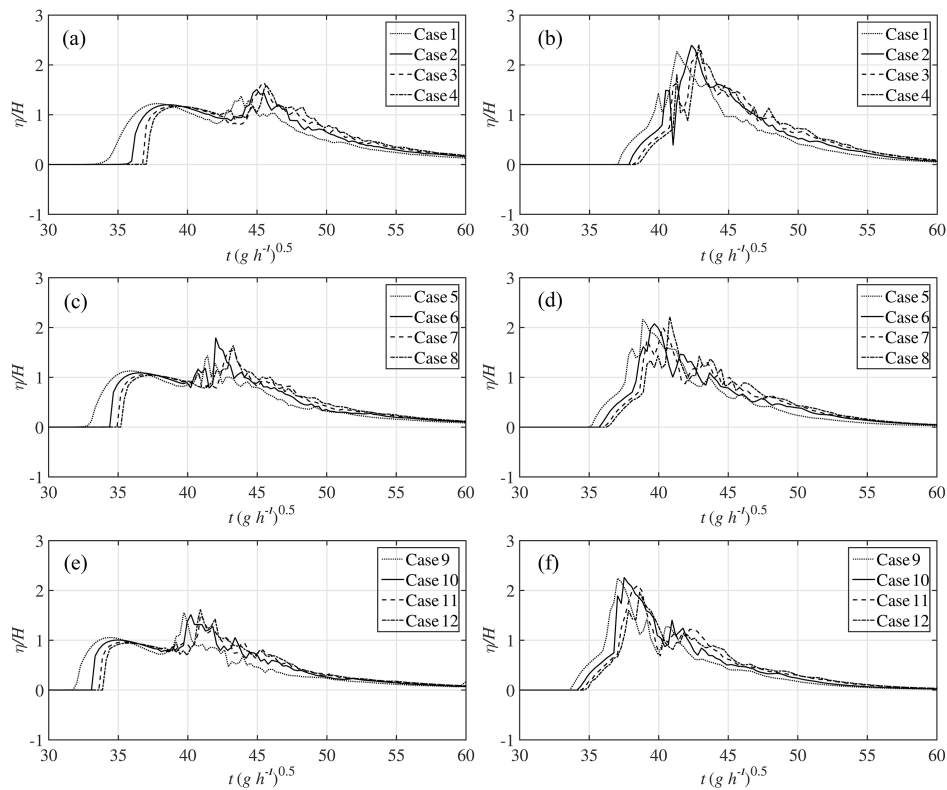 (a)
Case 1
Case 2
Case 3
Case 4
3
2
1
0
-1
η/H
30 35 40 45 50 55 60
t (g h⁻¹)⁰·⁵
(b)
Case 1
Case 2
Case 3
Case 4
3
2
1
0
-1
η/H
30 35 40 45 50 55 60
t (g h⁻¹)⁰·⁵
(c)
Case 5
Case 6
Case 7
Case 8
3
2
1
0
-1
η/H
30 35 40 45 50 55 60
t (g h⁻¹)⁰·⁵
(d)
Case 5
Case 6
Case 7
Case 8
3
2
1
0
-1
η/H
30 35 40 45 50 55 60
t (g h⁻¹)⁰·⁵
(e)
Case 9
Case 10
Case 11
Case 12
3
2
1
0
-1
η/H
30 35 40 45 50 55 60
t (g h⁻¹)⁰·⁵
(f)
Case 9
Case 10
Case 11
Case 12
3
2
1
0
-1
η/H
30 35 40 45 50 55 60
t (g h⁻¹)⁰·⁵